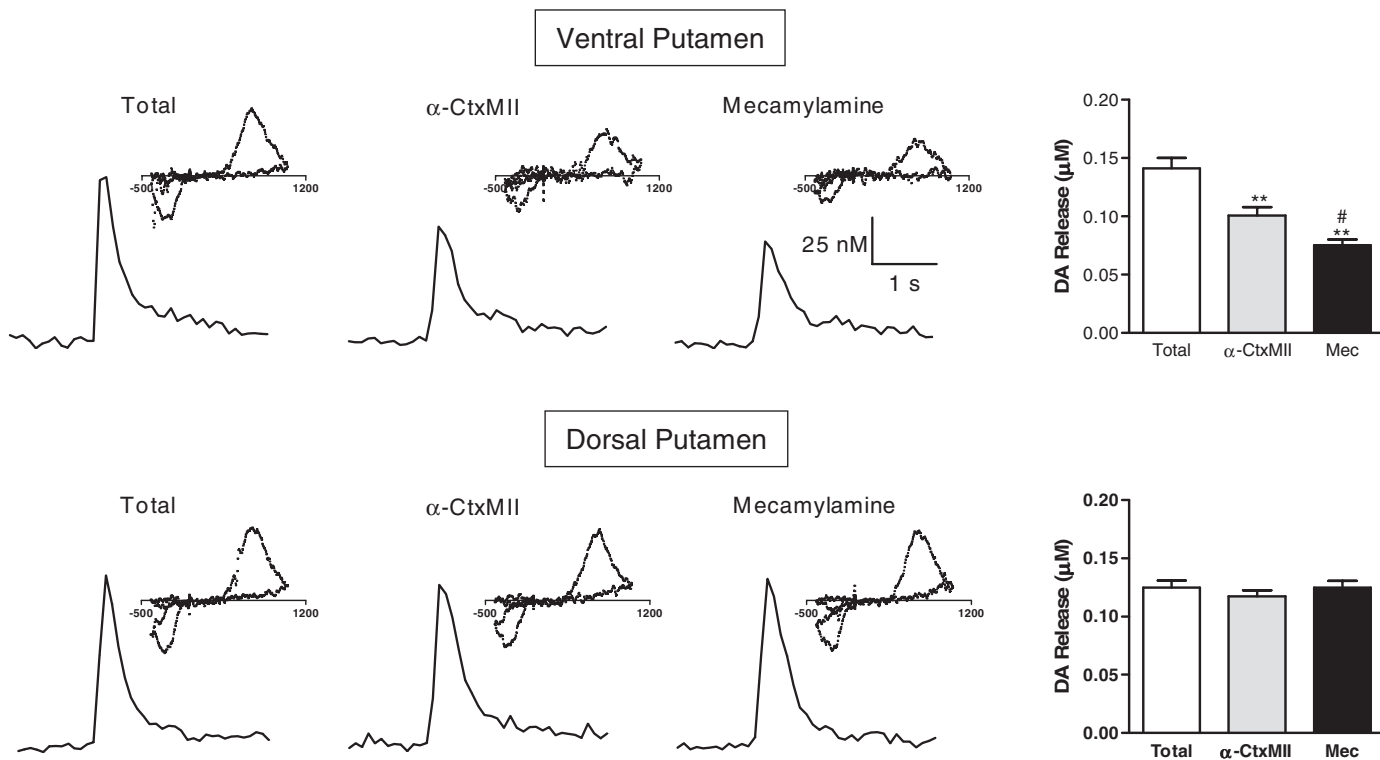 Ventral Putamen
Total
α-CtxMII
Mecamylamine
-500
1200
-500
1200
-500
1200
25 nM
1 s
DA Release (μM)
0.20
0.15
0.10
0.05
0.00
**
#
**
Total
α-CtxMII
Mec
Dorsal Putamen
Total
α-CtxMII
Mecamylamine
-500
1200
-500
1200
-500
1200
DA Release (μM)
0.20
0.15
0.10
0.05
0.00
Total
α-CtxMII
Mec